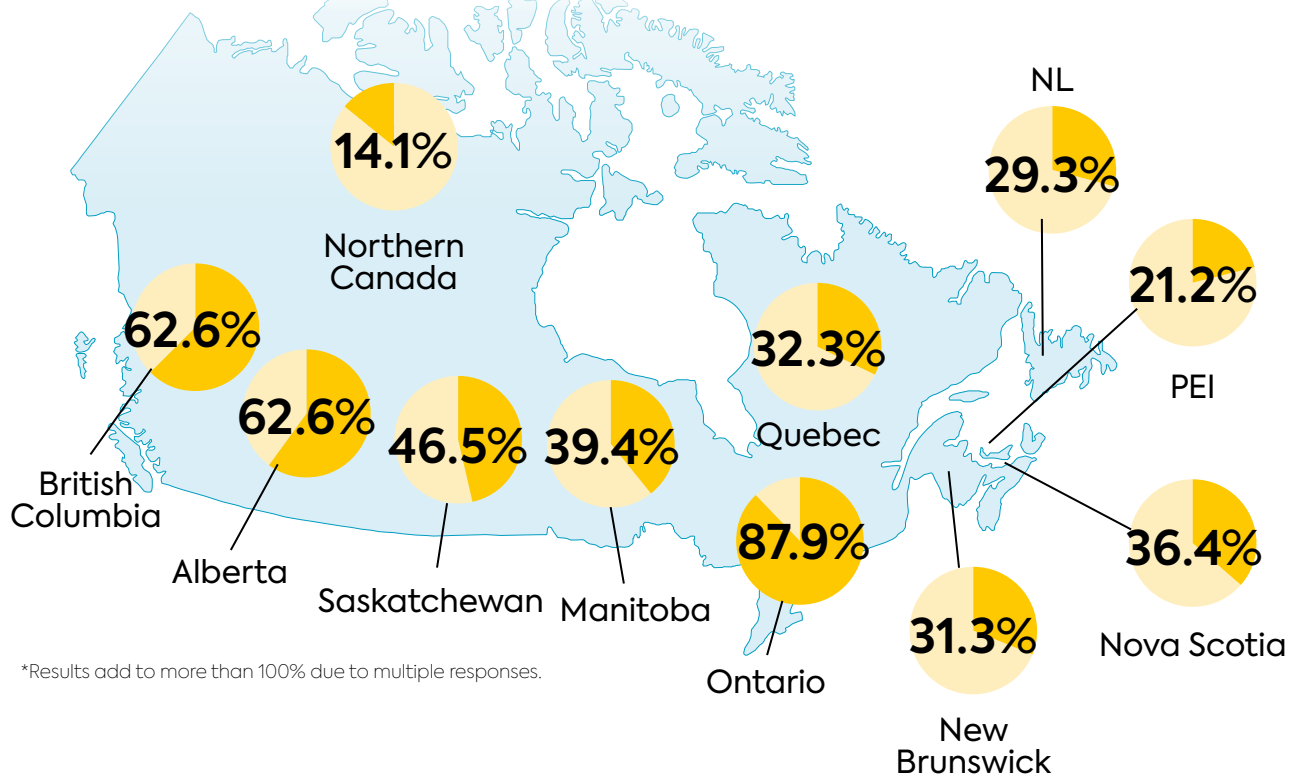 NL
29.3%
14.1%
Northern
Canada
21.2%
PEI
62.6%
British
Columbia
62.6%
Alberta
46.5%
Saskatchewan
39.4%
Manitoba
32.3%
Quebec
87.9%
Ontario
31.3%
New
Brunswick
36.4%
Nova Scotia
*Results add to more than 100% due to multiple responses.